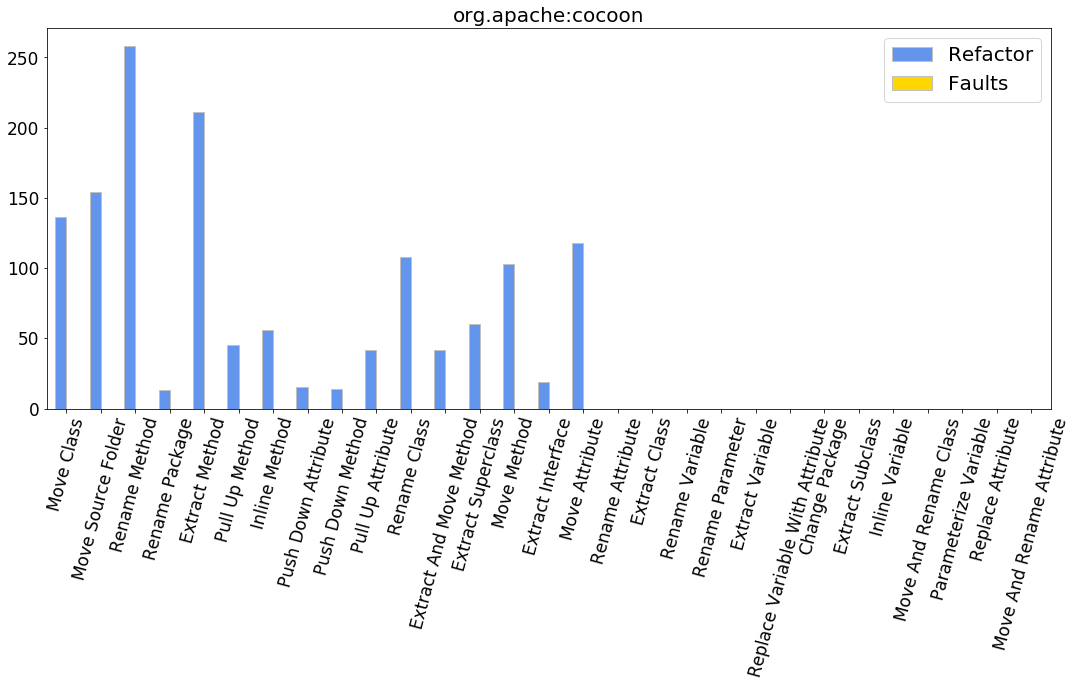 org.apache:cocoon
Refactor
Faults
250
200
150
100
50
0
Move Class
Move Source Folder
Rename Method
Rename Package
Extract Method
Pull Up Method
Inline Method
Push Down Attribute
Push Down Method
Pull Up Attribute
Rename Class
Extract And Move Method
Extract Superclass
Move Method
Extract Interface
Move Attribute
Rename Attribute
Extract Class
Rename Variable
Rename Parameter
Extract Variable
Replace Variable With Attribute
Change Package
Extract Subclass
Inline Variable
Move And Rename Class
Parameterize Variable
Replace Attribute
Move And Rename Attribute